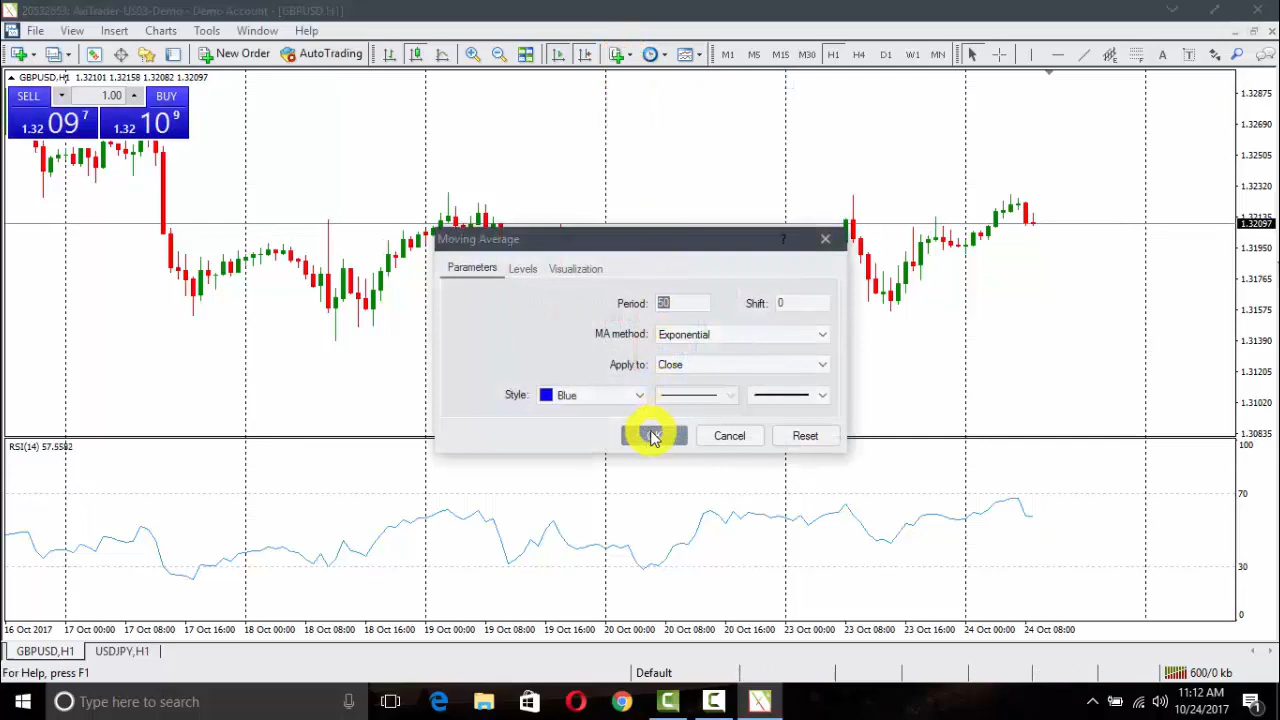 20532853: AxiTrader-US03-Demo - Demo Account - [GBPUSD,H1]
File View Insert Charts Tools Window Help
New Order AutoTrading M1 M5 M15 M30 H1 H4 D1 W1 MN A T
GBPUSD,H1 1.32101 1.32158 1.32082 1.32097
SELL 1.00 BUY
1.32 09 7 1.32 10 9
1.32875
1.32690
1.32505
1.32320
1.32135
1.32097
1.31950
1.31765
1.31580
1.31390
1.31205
1.31020
1.30835
Moving Average ?
Parameters Levels Visualization
Period: 50 Shift: 0
MA method: Exponential
Apply to: Close
Style: Blue
Cancel Reset
RSI(14) 57.5582
100
70
30
0
16 Oct 2017 17 Oct 00:00 17 Oct 08:00 17 Oct 16:00 18 Oct 00:00 18 Oct 08:00 18 Oct 16:00 19 Oct 00:00 19 Oct 08:00 19 Oct 16:00 20 Oct 00:00 20 Oct 08:00 20 Oct 16:00 23 Oct 00:00 23 Oct 08:00 23 Oct 16:00 24 Oct 00:00 24 Oct 08:00
GBPUSD,H1 USDJPY,H1
For Help, press F1 Default 600/0 kb
Type here to search
11:12 AM
10/24/2017
1